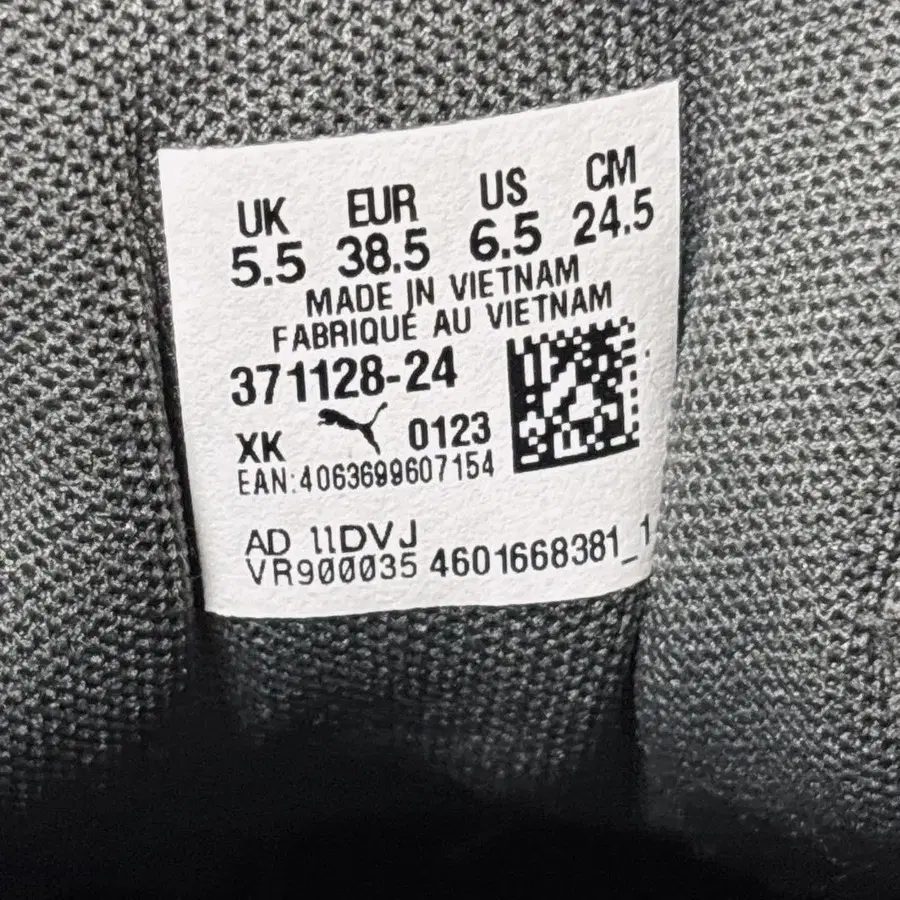 UK EUR US CM
5.5 38.5 6.5 24.5
MADE IN VIETNAM
FABRIQUÉ AU VIETNAM
371128-24
XK 0123
EAN:4063699607154
AD 11DVJ
VR900035 4601668381_1